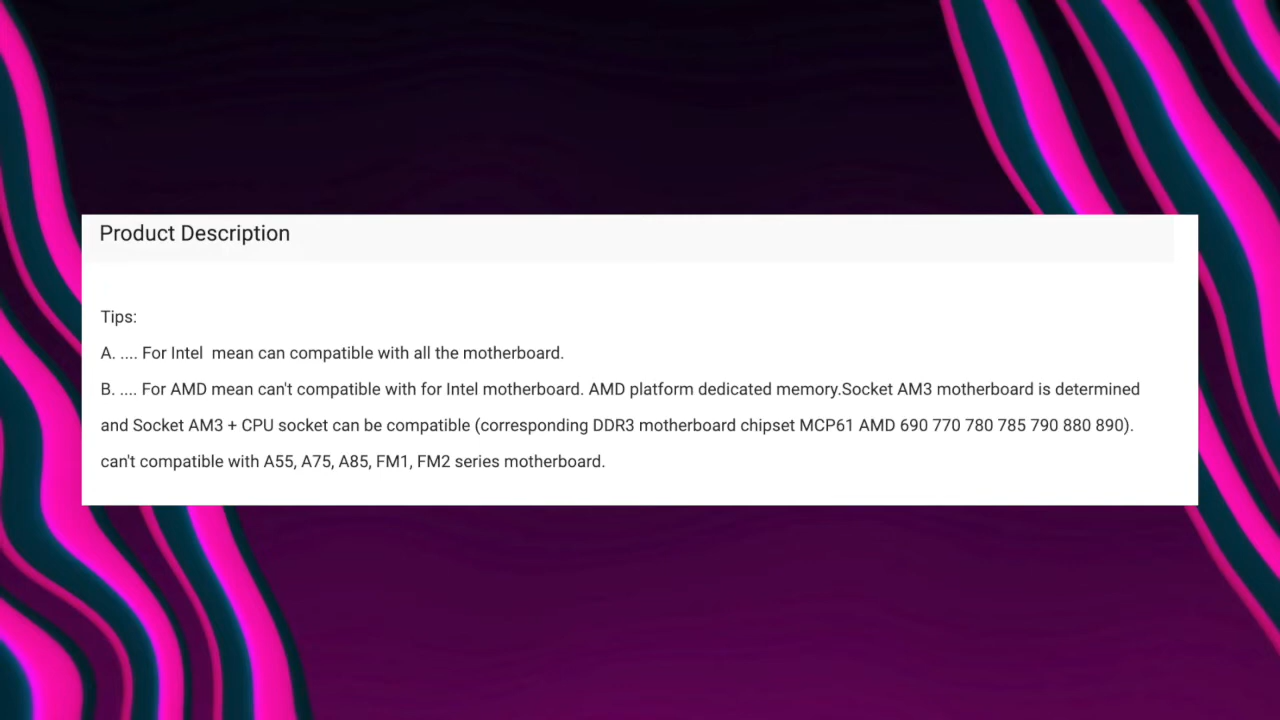 Product Description
Tips:
A. .... For Intel  mean can compatible with all the motherboard.
B. .... For AMD mean can't compatible with for Intel motherboard. AMD platform dedicated memory.Socket AM3 motherboard is determined
and Socket AM3 + CPU socket can be compatible (corresponding DDR3 motherboard chipset MCP61 AMD 690 770 780 785 790 880 890).
can't compatible with A55, A75, A85, FM1, FM2 series motherboard.